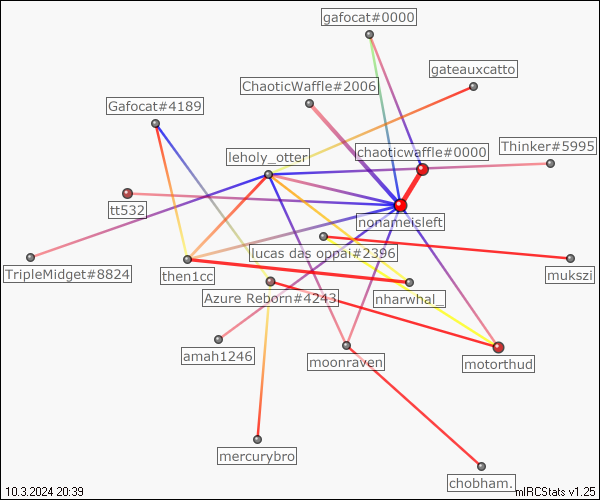 gafocat#0000
gateauxcatto
ChaoticWaffle#2006
Gafocat#4189
Thinker#5995
chaoticwaffle#0000
leholy_otter
tt532
nonameisleft
lucas das oppai#2396
TripleMidget#8824
then1cc
mukszi
Azure Reborn#4243
nharwhal_
amah1246
moonraven
motorthud
mercurybro
chobham.
10.3.2024 20:39
mIRCStats v1.25